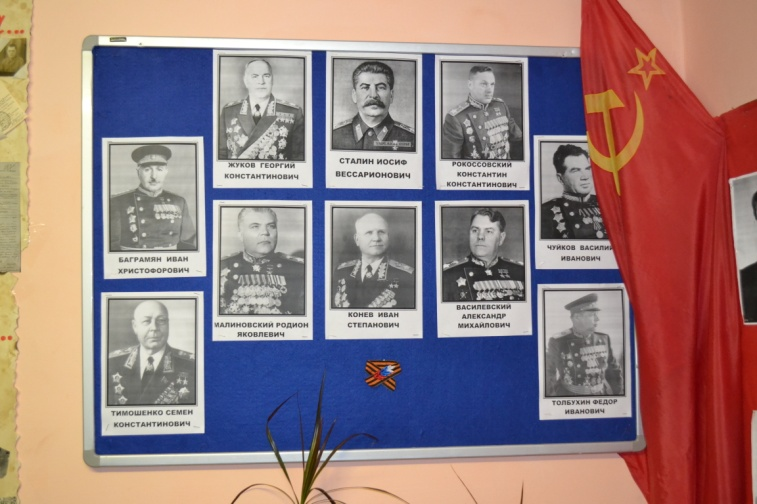 ЖУКОВ ГЕОРГИЙ
КОНСТАНТИНОВИЧ
СТАЛИН ИОСИФ
ВЕССАРИОНОВИЧ
РОКОССОВСКИЙ
КОНСТАНТИН
КОНСТАНТИНОВИЧ
БАГРАМЯН ИВАН
ХРИСТОФОРОВИЧ
МАЛИНОВСКИЙ РОДИОН
ЯКОВЛЕВИЧ
КОНЕВ ИВАН
СТЕПАНОВИЧ
ВАСИЛЕВСКИЙ
АЛЕКСАНДР
МИХАЙЛОВИЧ
ЧУЙКОВ ВАСИЛИ
ИВАНОВИЧ
ТИМОШЕНКО СЕМЕН
КОНСТАНТИНОВИЧ
ТОЛБУХИН ФЕДОР
ИВАНОВИЧ